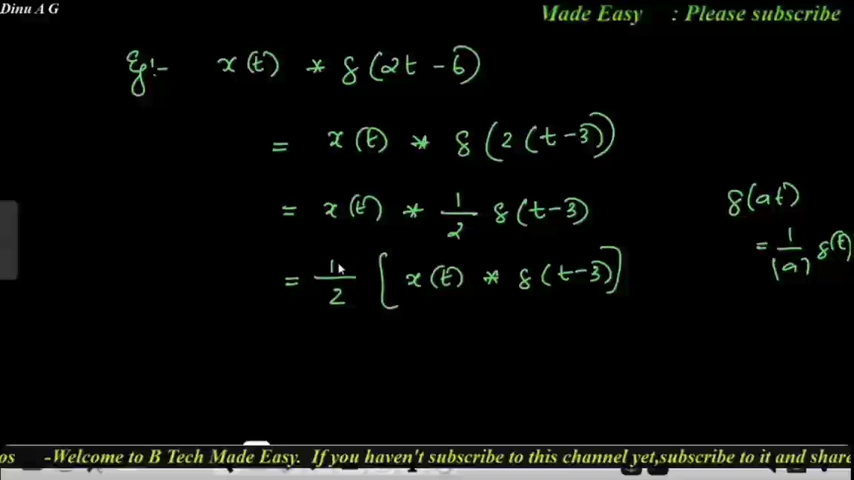 Dinu A G
Made Easy : Please subscribe
Eg:- x(t) * δ(2t-6)
= x(t) * δ(2(t-3))
= x(t) * 1/2 δ(t-3)
δ(at)
= 1/|a| δ(t)
= 1/2 [x(t) * δ(t-3)]
os -Welcome to B Tech Made Easy. If you haven't subscribe to this channel yet,subscribe to it and share